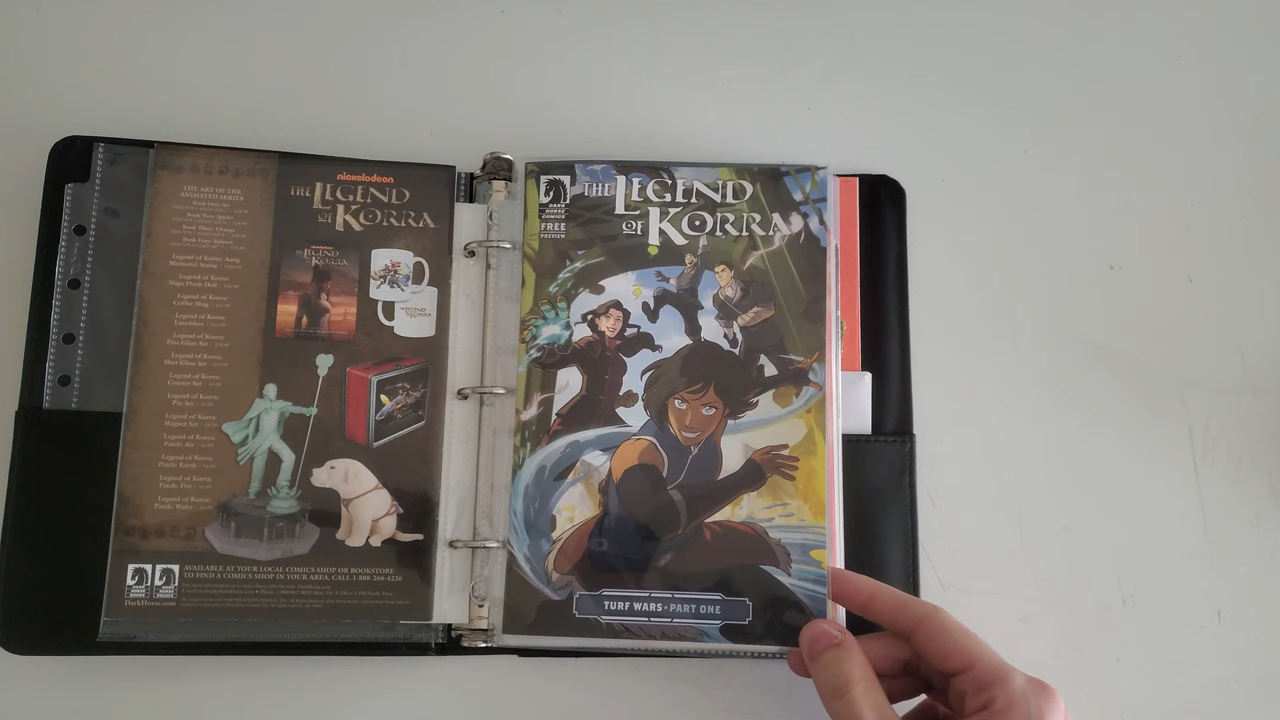 THE ART OF THE
ANIMATED SERIES
Book One: Air
Book Two: Spirits
Book Three: Change
Book Four: Balance
Legend of Korra: Aang
Memorial Statue
Legend of Korra:
Naga Plush Doll
Legend of Korra:
Coffee Mug
Legend of Korra:
Lunchbox
Legend of Korra:
Pint Glass Set
Legend of Korra:
Shot Glass Set
Legend of Korra:
Coaster Set
Legend of Korra:
Pin Set
Legend of Korra:
Magnet Set
Legend of Korra:
Patch: Air
Legend of Korra:
Patch: Earth
Legend of Korra:
Patch: Fire
Legend of Korra:
Patch: Water
nickelodeon
THE LEGEND
OF KORRA
THE LEGEND
OF KORRA
AVAILABLE AT YOUR LOCAL COMICS SHOP OR BOOKSTORE
TO FIND A COMICS SHOP IN YOUR AREA, CALL 1-888-266-4226
DarkHorse.com
DARK
HORSE
COMICS
FREE
PREVIEW
THE LEGEND
OF KORRA
TURF WARS • PART ONE